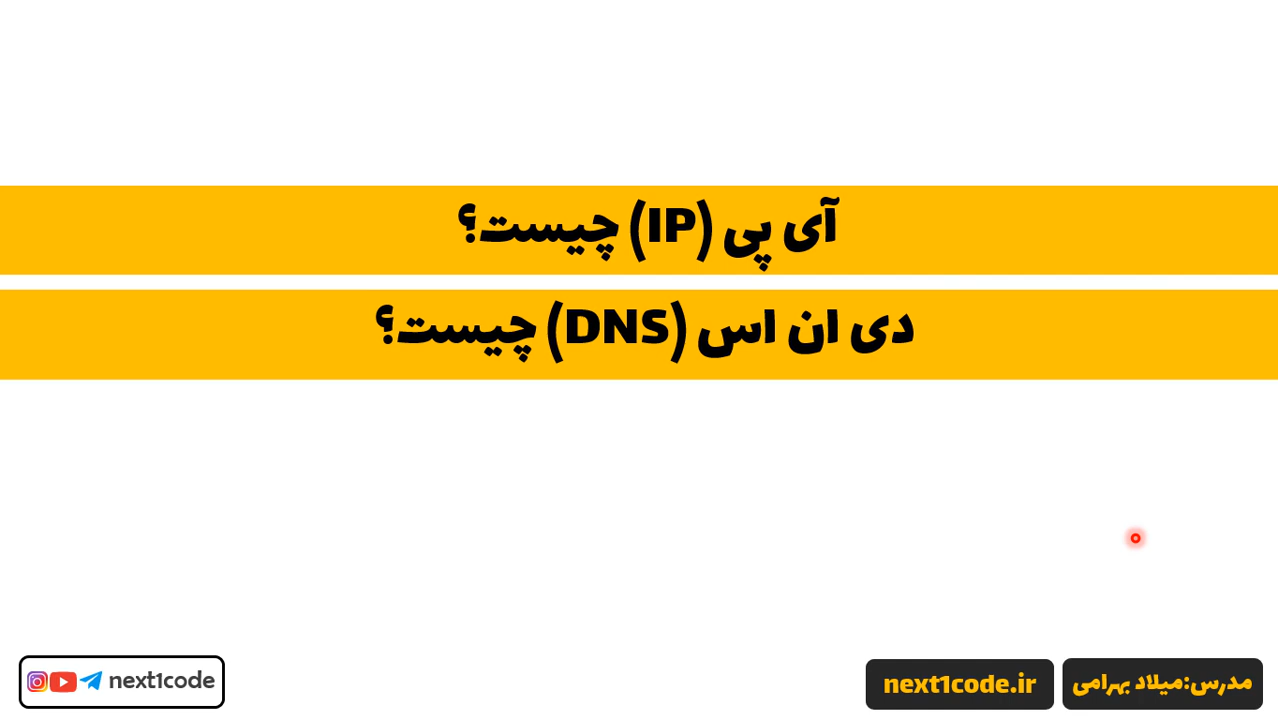 آی پی (IP) چیست؟
دی ان اس (DNS) چیست؟
next1code
next1code.ir
مدرس:میلاد بهرامی